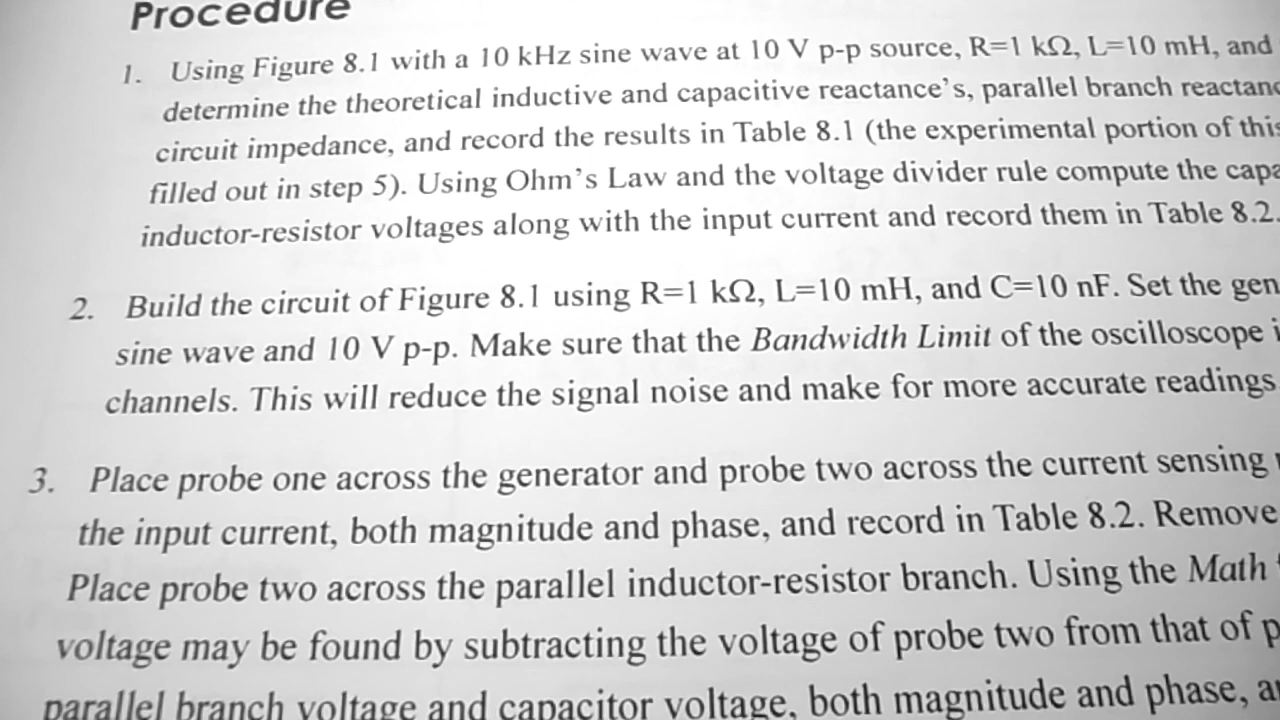 Procedure
1. Using Figure 8.1 with a 10 kHz sine wave at 10 V p-p source, R=1 kΩ, L=10 mH, and
determine the theoretical inductive and capacitive reactance's, parallel branch
circuit impedance, and record the results in Table 8.1 (the experimental portion of
filled out in step 5). Using Ohm's Law and the voltage divider rule compute the
inductor-resistor voltages along with the input current and record them in Table 8.2.
2. Build the circuit of Figure 8.1 using R=1 kΩ, L=10 mH, and C=10 nF. Set the
sine wave and 10 V p-p. Make sure that the Bandwidth Limit of the oscilloscope
channels. This will reduce the signal noise and make for more accurate readings
3. Place probe one across the generator and probe two across the current sensing
the input current, both magnitude and phase, and record in Table 8.2. Remove
Place probe two across the parallel inductor-resistor branch. Using the Math
voltage may be found by subtracting the voltage of probe two from that of
parallel branch voltage and capacitor voltage, both magnitude and phase,